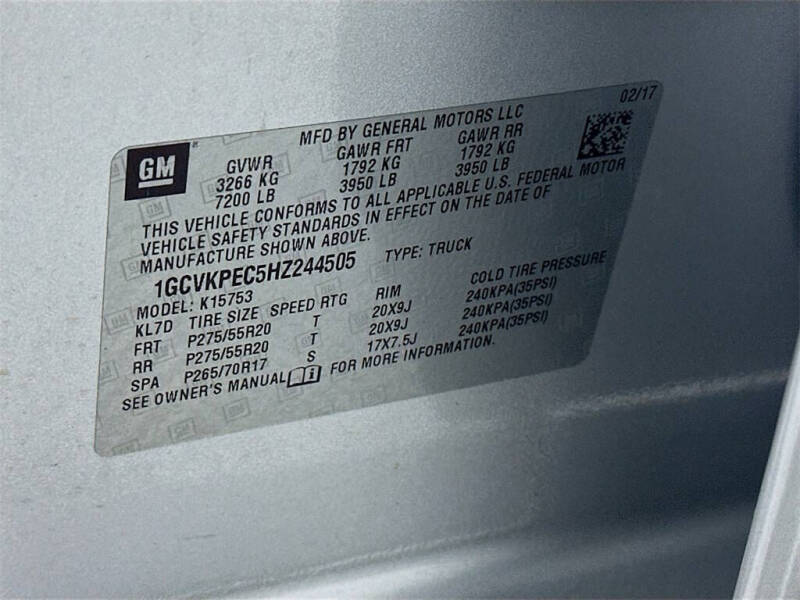 02/17
MFD BY GENERAL MOTORS LLC
GM
GVWR GAWR FRT GAWR RR
3266 KG 1792 KG 1792 KG
7200 LB 3950 LB 3950 LB
THIS VEHICLE CONFORMS TO ALL APPLICABLE U.S. FEDERAL MOTOR
VEHICLE SAFETY STANDARDS IN EFFECT ON THE DATE OF
MANUFACTURE SHOWN ABOVE.
1GCVKPEC5HZ244505 TYPE: TRUCK
MODEL: K15753
KL7D TIRE SIZE SPEED RTG RIM COLD TIRE PRESSURE
FRT P275/55R20 T 20X9J 240KPA(35PSI)
RR P275/55R20 T 20X9J 240KPA(35PSI)
SPA P265/70R17 S 17X7.5J 240KPA(35PSI)
SEE OWNER'S MANUAL FOR MORE INFORMATION.